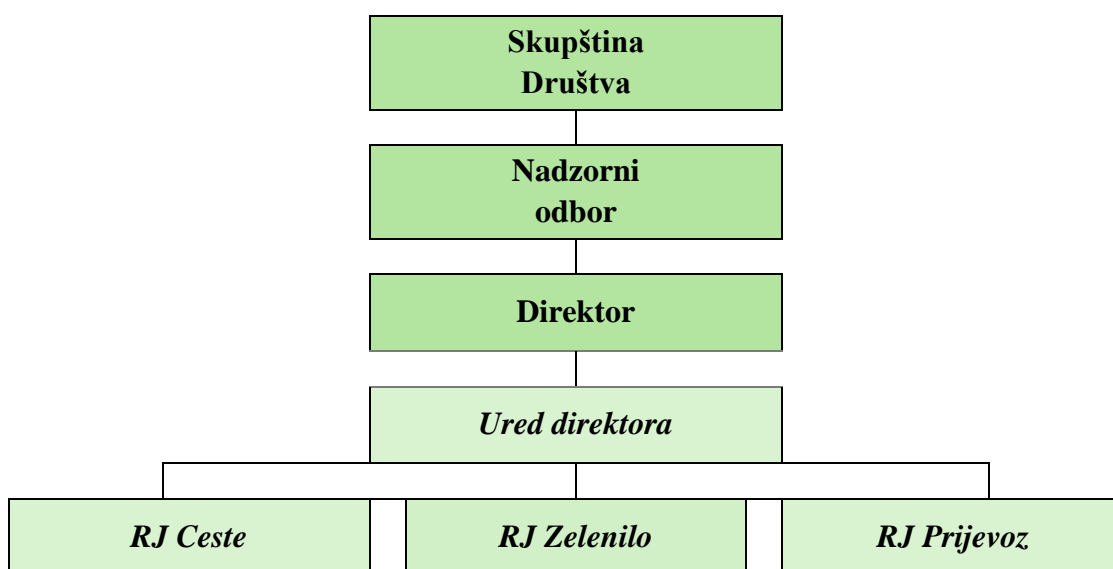 Skupština
Društva
Nadzorni
odbor
Direktor
Ured direktora
RJ Ceste
RJ Zelenilo
RJ Prijevoz